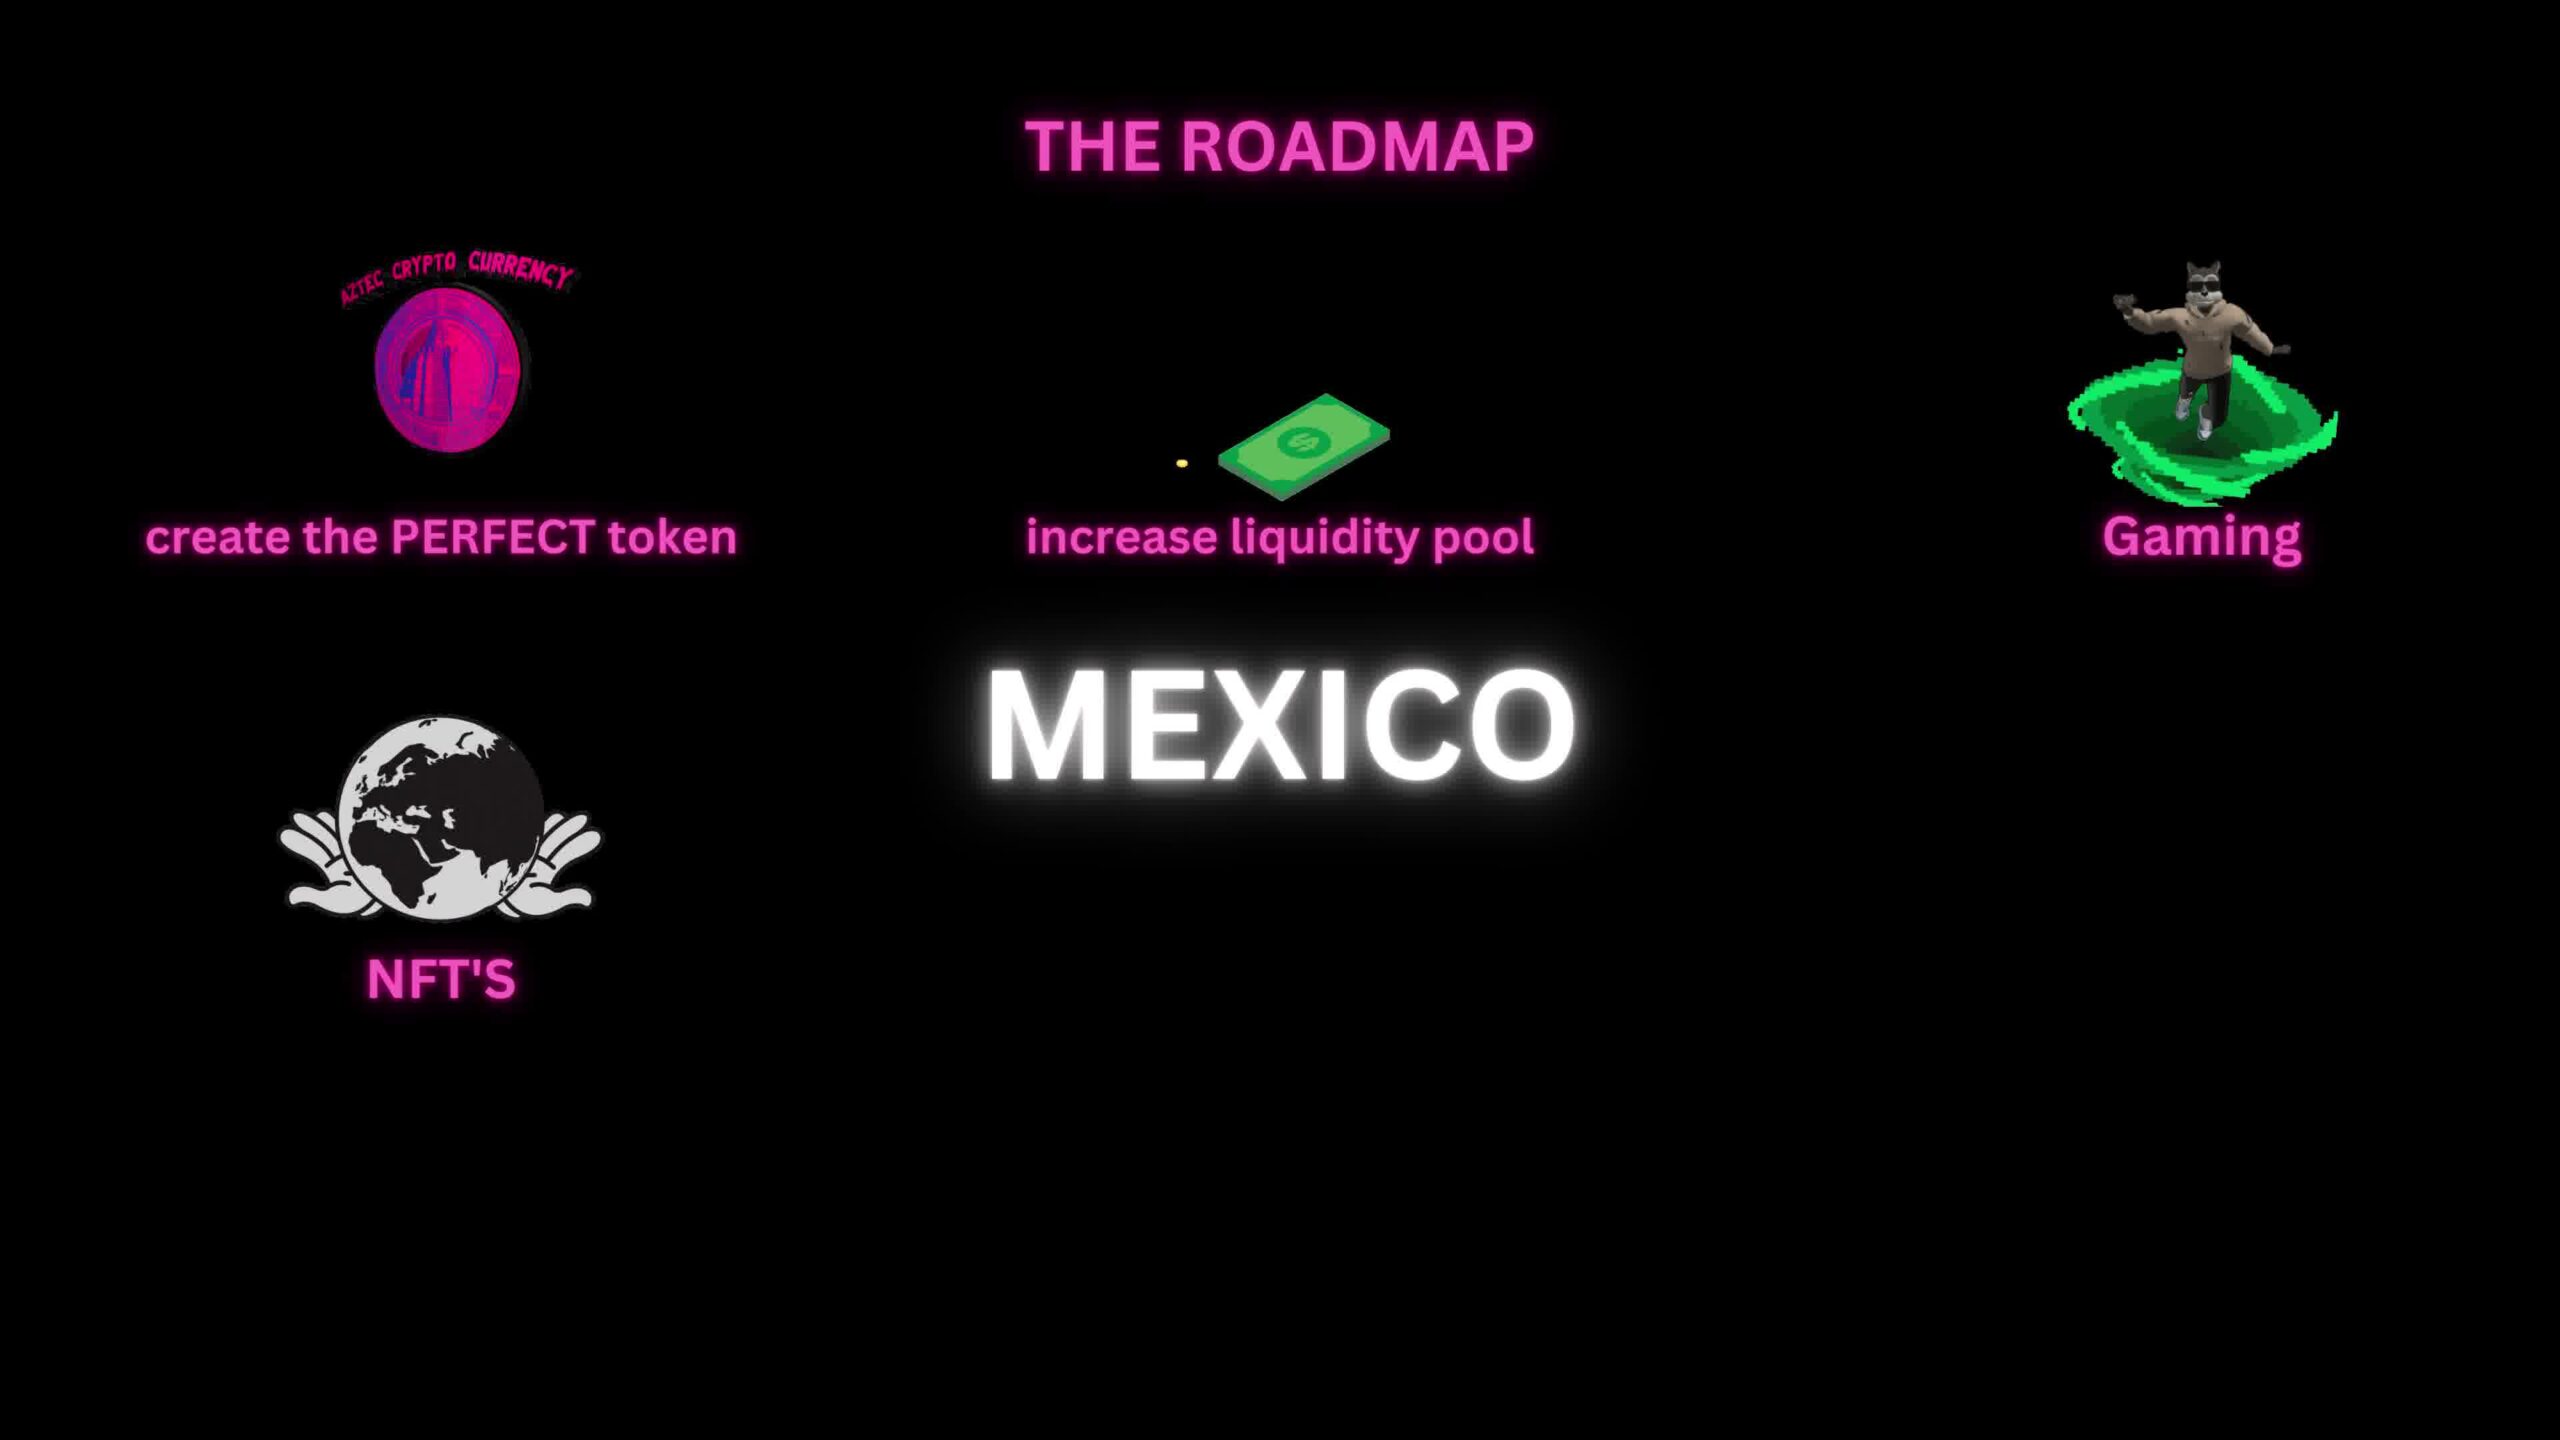 THE ROADMAP
AZTEC CRYPTO CURRENCY
$
create the PERFECT token
increase liquidity pool
Gaming
MEXICO
NFT'S